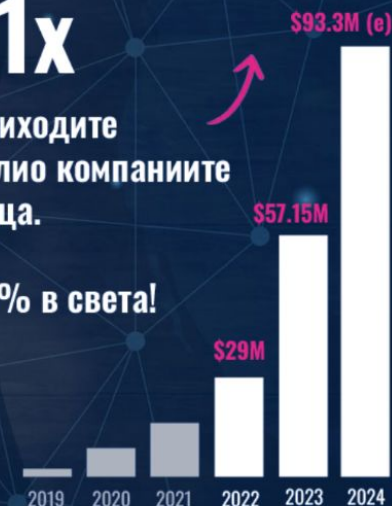 1x
$93.3M (e)
иходите
лио компаниите
ца.
$57.15M
% в света!
$29M
2019 2020 2021 2022 2023 2024